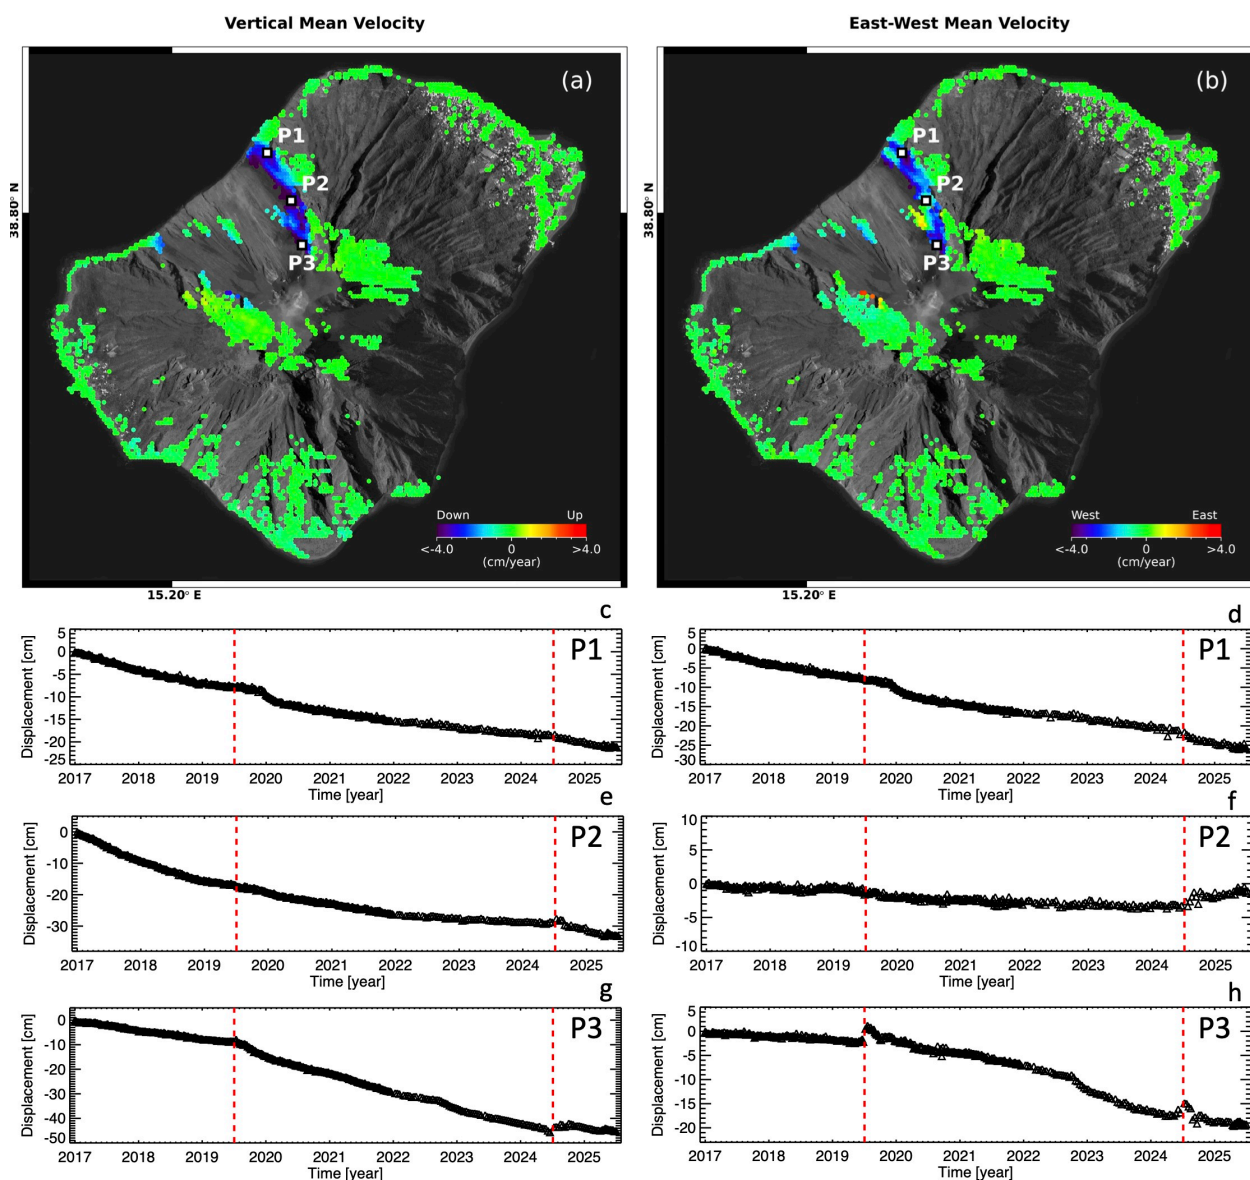 Vertical Mean Velocity
East-West Mean Velocity
(a)
P1
P2
P3
38.80° N
Down Up
<-4.0 0 >4.0
(cm/year)
15.20° E
(b)
P1
P2
P3
38.80° N
West East
<-4.0 0 >4.0
(cm/year)
15.20° E
c
P1
Displacement [cm]
5
0
-5
-10
-15
-20
-25
2017 2018 2019 2020 2021 2022 2023 2024 2025
Time [year]
d
P1
Displacement [cm]
5
0
-5
-10
-15
-20
-25
-30
2017 2018 2019 2020 2021 2022 2023 2024 2025
Time [year]
e
P2
Displacement [cm]
0
-10
-20
-30
2017 2018 2019 2020 2021 2022 2023 2024 2025
Time [year]
f
P2
Displacement [cm]
10
5
0
-5
-10
2017 2018 2019 2020 2021 2022 2023 2024 2025
Time [year]
g
P3
Displacement [cm]
0
-10
-20
-30
-40
-50
2017 2018 2019 2020 2021 2022 2023 2024 2025
Time [year]
h
P3
Displacement [cm]
5
0
-5
-10
-15
-20
2017 2018 2019 2020 2021 2022 2023 2024 2025
Time [year]